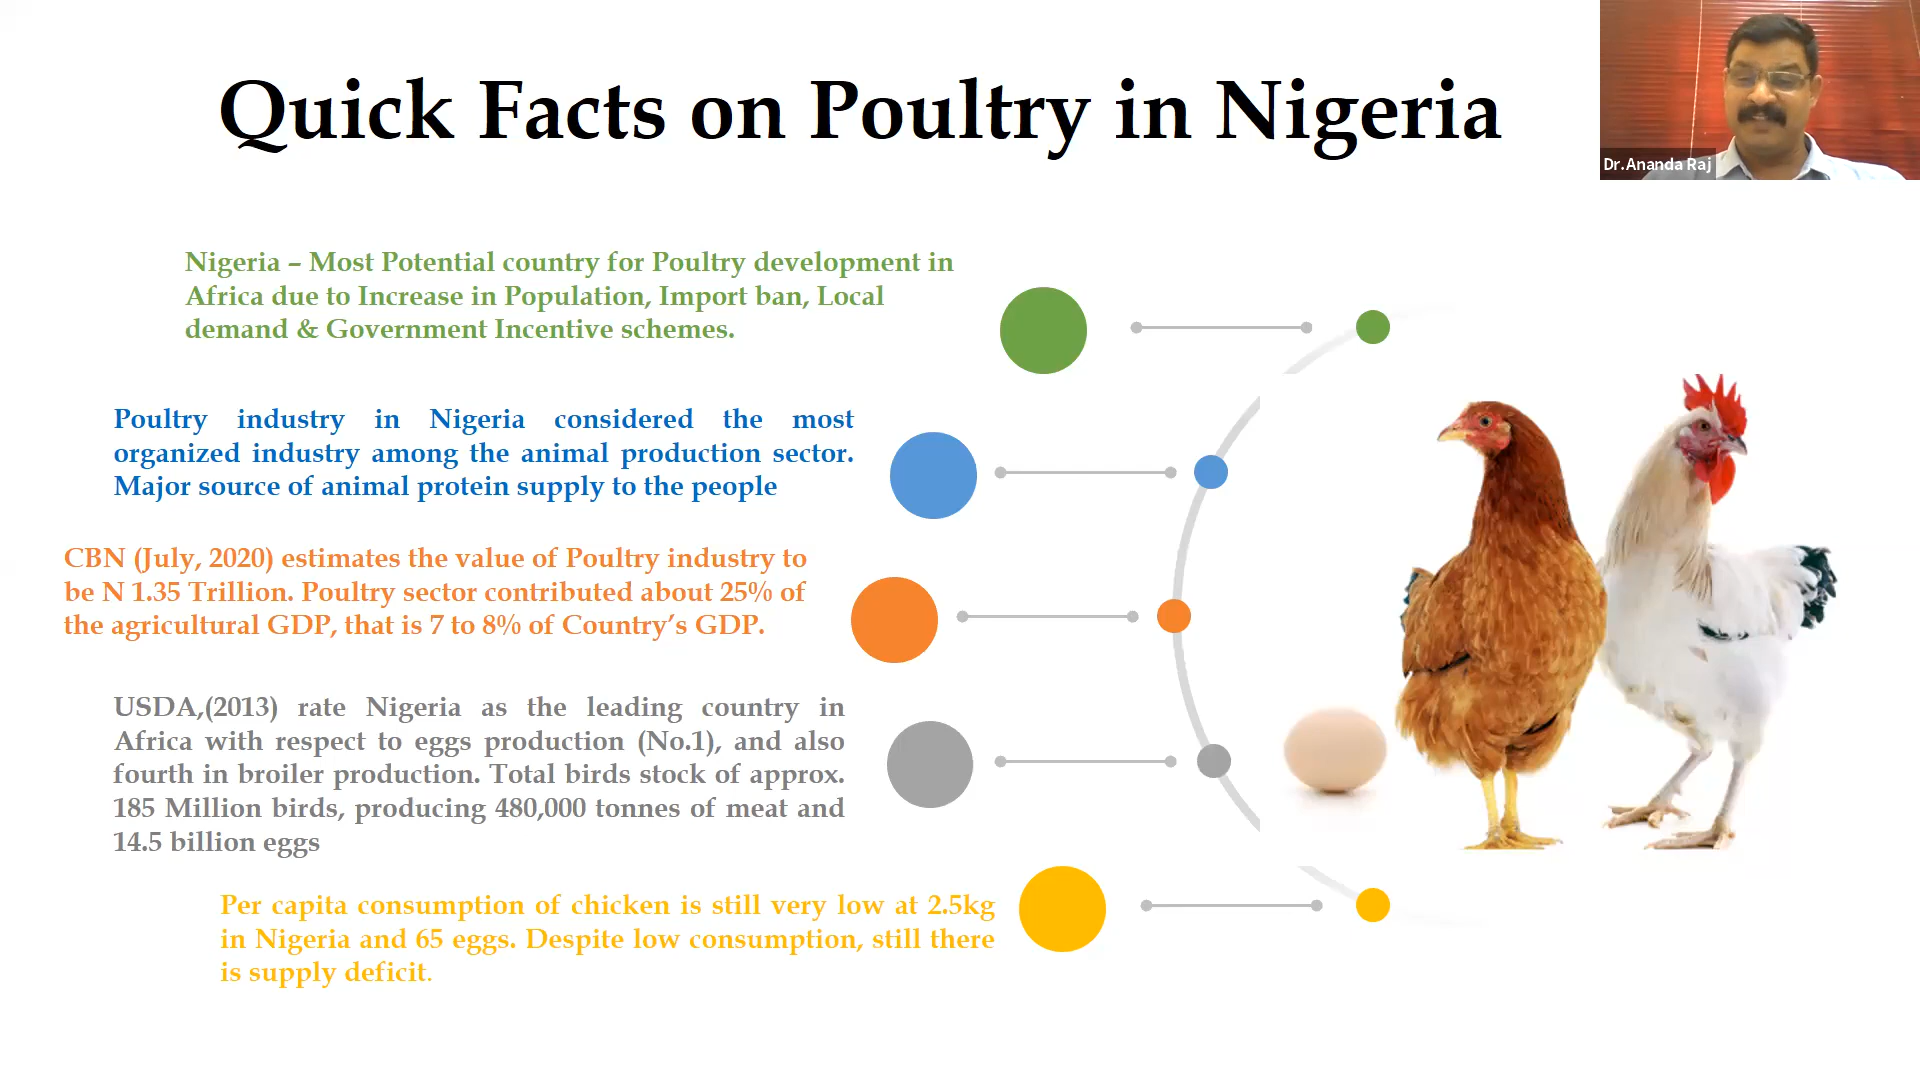 Quick Facts on Poultry in Nigeria
Dr.Ananda Raj
Nigeria – Most Potential country for Poultry development in
Africa due to Increase in Population, Import ban, Local
demand & Government Incentive schemes.
Poultry industry in Nigeria considered the most
organized industry among the animal production sector.
Major source of animal protein supply to the people
CBN (July, 2020) estimates the value of Poultry industry to
be N 1.35 Trillion. Poultry sector contributed about 25% of
the agricultural GDP, that is 7 to 8% of Country’s GDP.
USDA,(2013) rate Nigeria as the leading country in
Africa with respect to eggs production (No.1), and also
fourth in broiler production. Total birds stock of approx.
185 Million birds, producing 480,000 tonnes of meat and
14.5 billion eggs
Per capita consumption of chicken is still very low at 2.5kg
in Nigeria and 65 eggs. Despite low consumption, still there
is supply deficit.